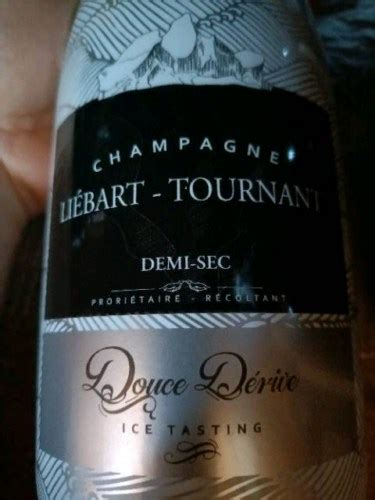 CHAMPAGNE
LIÉBART - TOURNANT
DEMI-SEC
PROPRIÉTAIRE - RÉCOLTANT
Douce Dérive
ICE TASTING